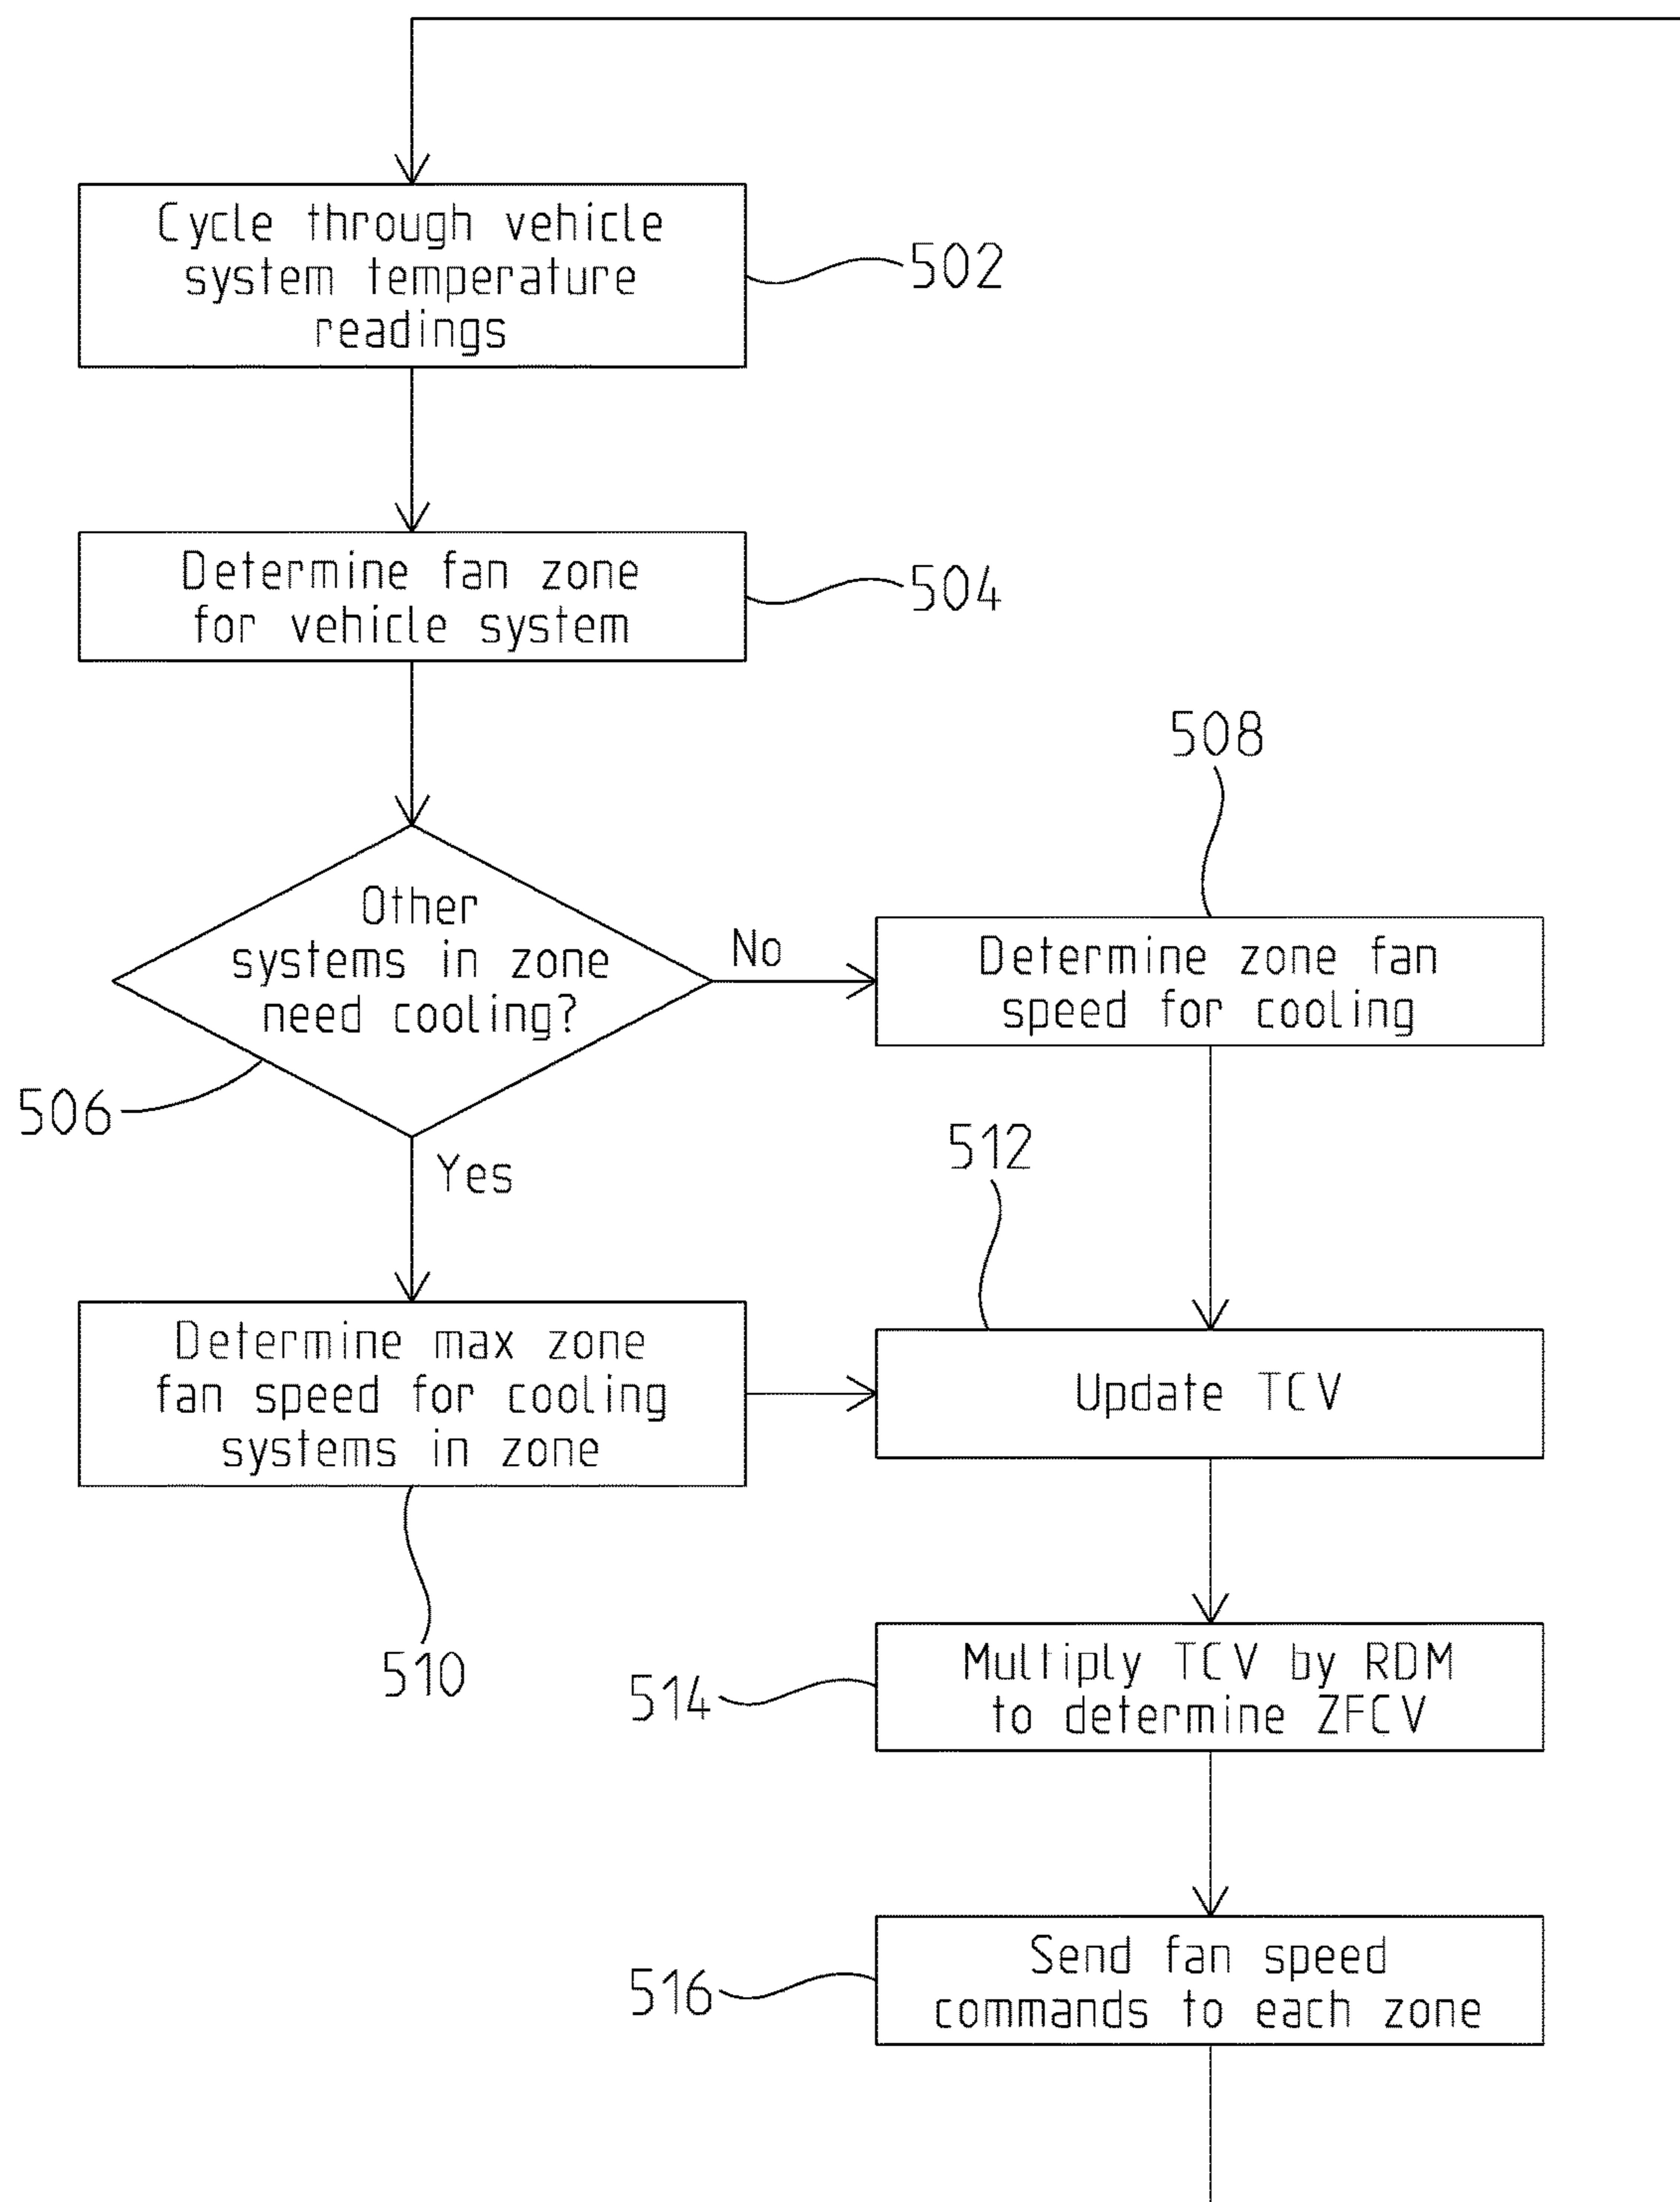 Cycle through vehicle
system temperature
readings
502
Determine fan zone
for vehicle system
504
508
Other
systems in zone
need cooling?
No
Determine zone fan
speed for cooling
506
Yes
512
Determine max zone
fan speed for cooling
systems in zone
Update TCV
510
514
Multiply TCV by RDM
to determine ZFCV
516
Send fan speed
commands to each zone